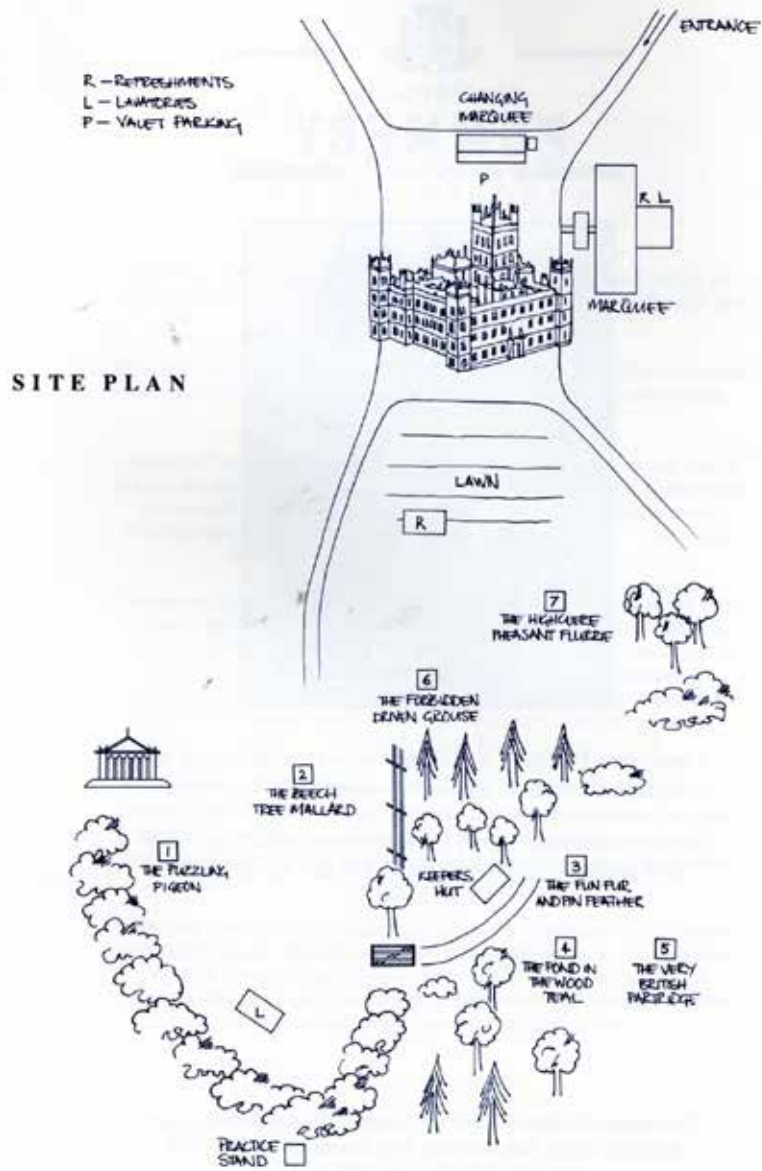 ENTRANCE
R – REFRESHMENTS
L – LAVATORIES
P – VALET PARKING
CHANGING
MARQUEE
P
R L
MARQUEE
SITE PLAN
LAWN
R
7
THE HIGHCLERE
PHEASANT FLURRE
6
THE FORBIDDEN
DRIVEN GROUSE
2
THE BEECH
TREE MALLARD
1
THE PUZZLING
PIGEON
KEEPERS
HUT
3
THE FUN FUR
AND PIN FEATHER
4
THE POND IN
THE WOOD
TEAL
5
THE VERY
BRITISH
PARTRIDGE
L
PRACTICE
STAND